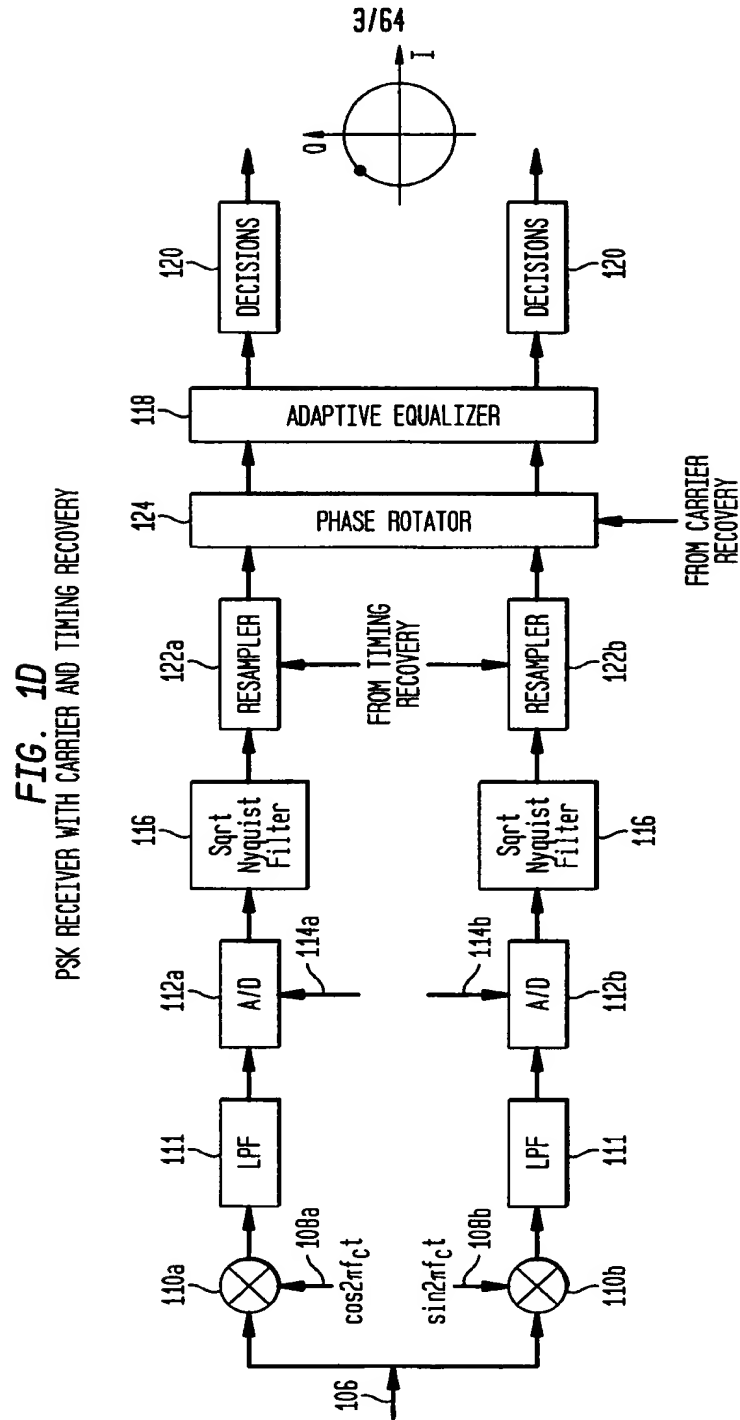 3/64
FIG. 1D
PSK RECEIVER WITH CARRIER AND TIMING RECOVERY
106
110a
108a
cos2πf_ct
111
LPF
112a
A/D
114a
116
Sqrt
Nyquist
Filter
122a
RESAMPLER
FROM TIMING
RECOVERY
124
PHASE ROTATOR
FROM CARRIER
RECOVERY
118
ADAPTIVE EQUALIZER
120
DECISIONS
Q
I
110b
108b
sin2πf_ct
LPF
111
114b
A/D
112b
Sqrt
Nyquist
Filter
116
RESAMPLER
122b
DECISIONS
120